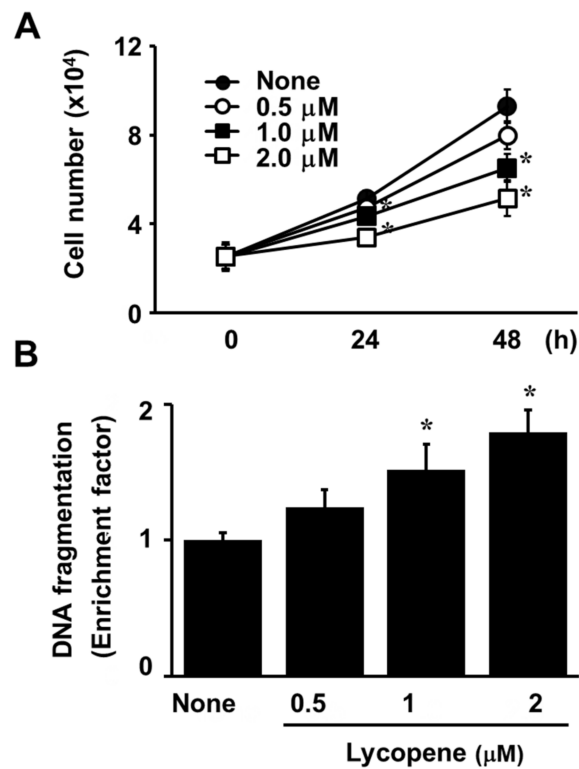 A
Cell number (x10⁴)
12
8
4
0
None
0.5 μM
1.0 μM
2.0 μM
*
*
*
*
0 24 48 (h)
B
DNA fragmentation
(Enrichment factor)
2
1
0
*
*
None 0.5 1 2
Lycopene (μM)